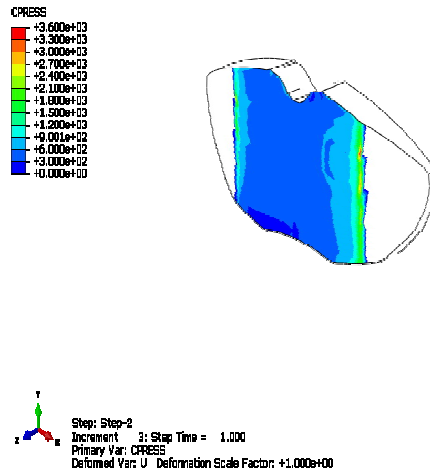 CPRESS
+3.600e+03
+3.300e+03
+3.000e+03
+2.700e+03
+2.400e+03
+2.100e+03
+1.800e+03
+1.500e+03
+1.200e+03
+9.001e+02
+6.000e+02
+3.000e+02
+0.000e+00
Y
Z
X
Step: Step-2
Increment 3: Step Time = 1.000
Primary Var: CPRESS
Deformed Var: U Deformation Scale Factor: +1.000e+00